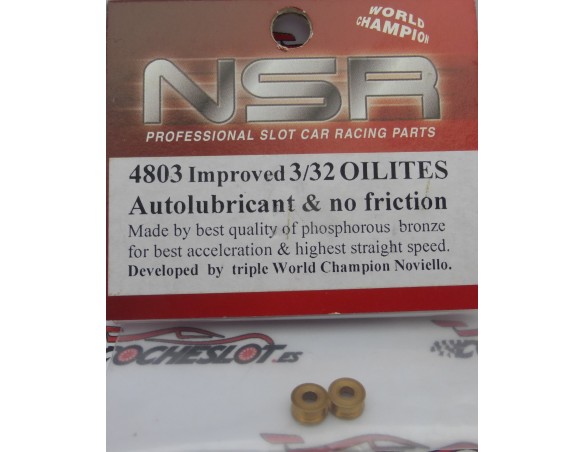 WORLD
CHAMPION
NSR
PROFESSIONAL SLOT CAR RACING PARTS
4803 Improved 3/32 OILITES
Autolubricant & no friction
Made by best quality of phosphorous bronze
for best acceleration & highest straight speed.
Developed by triple World Champion Noviello.
COCHESLOT.ES